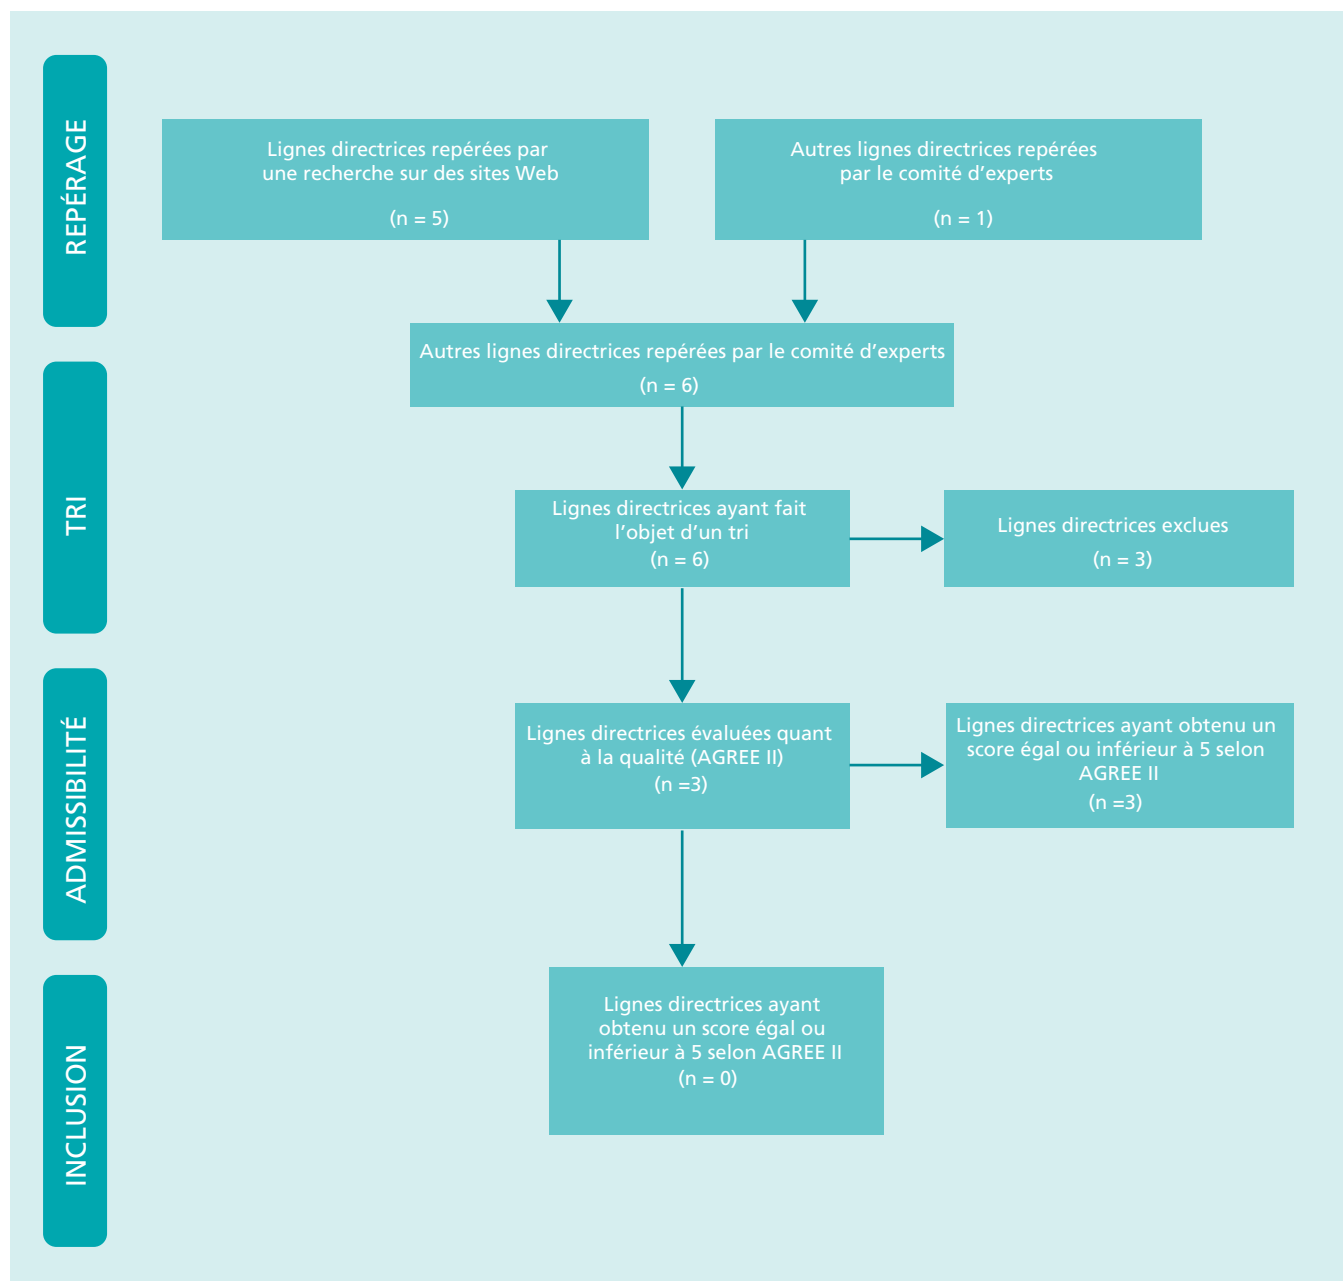 REPÉRAGE
Lignes directrices repérées par
une recherche sur des sites Web
(n = 5)
Autres lignes directrices repérées
par le comité d’experts
(n = 1)
Autres lignes directrices repérées par le comité d’experts
(n = 6)
TRI
Lignes directrices ayant fait
l’objet d’un tri
(n = 6)
Lignes directrices exclues
(n = 3)
ADMISSIBILITÉ
Lignes directrices évaluées quant
à la qualité (AGREE II)
(n =3)
Lignes directrices ayant obtenu un
score égal ou inférieur à 5 selon
AGREE II
(n =3)
INCLUSION
Lignes directrices ayant
obtenu un score égal ou
inférieur à 5 selon AGREE II
(n = 0)